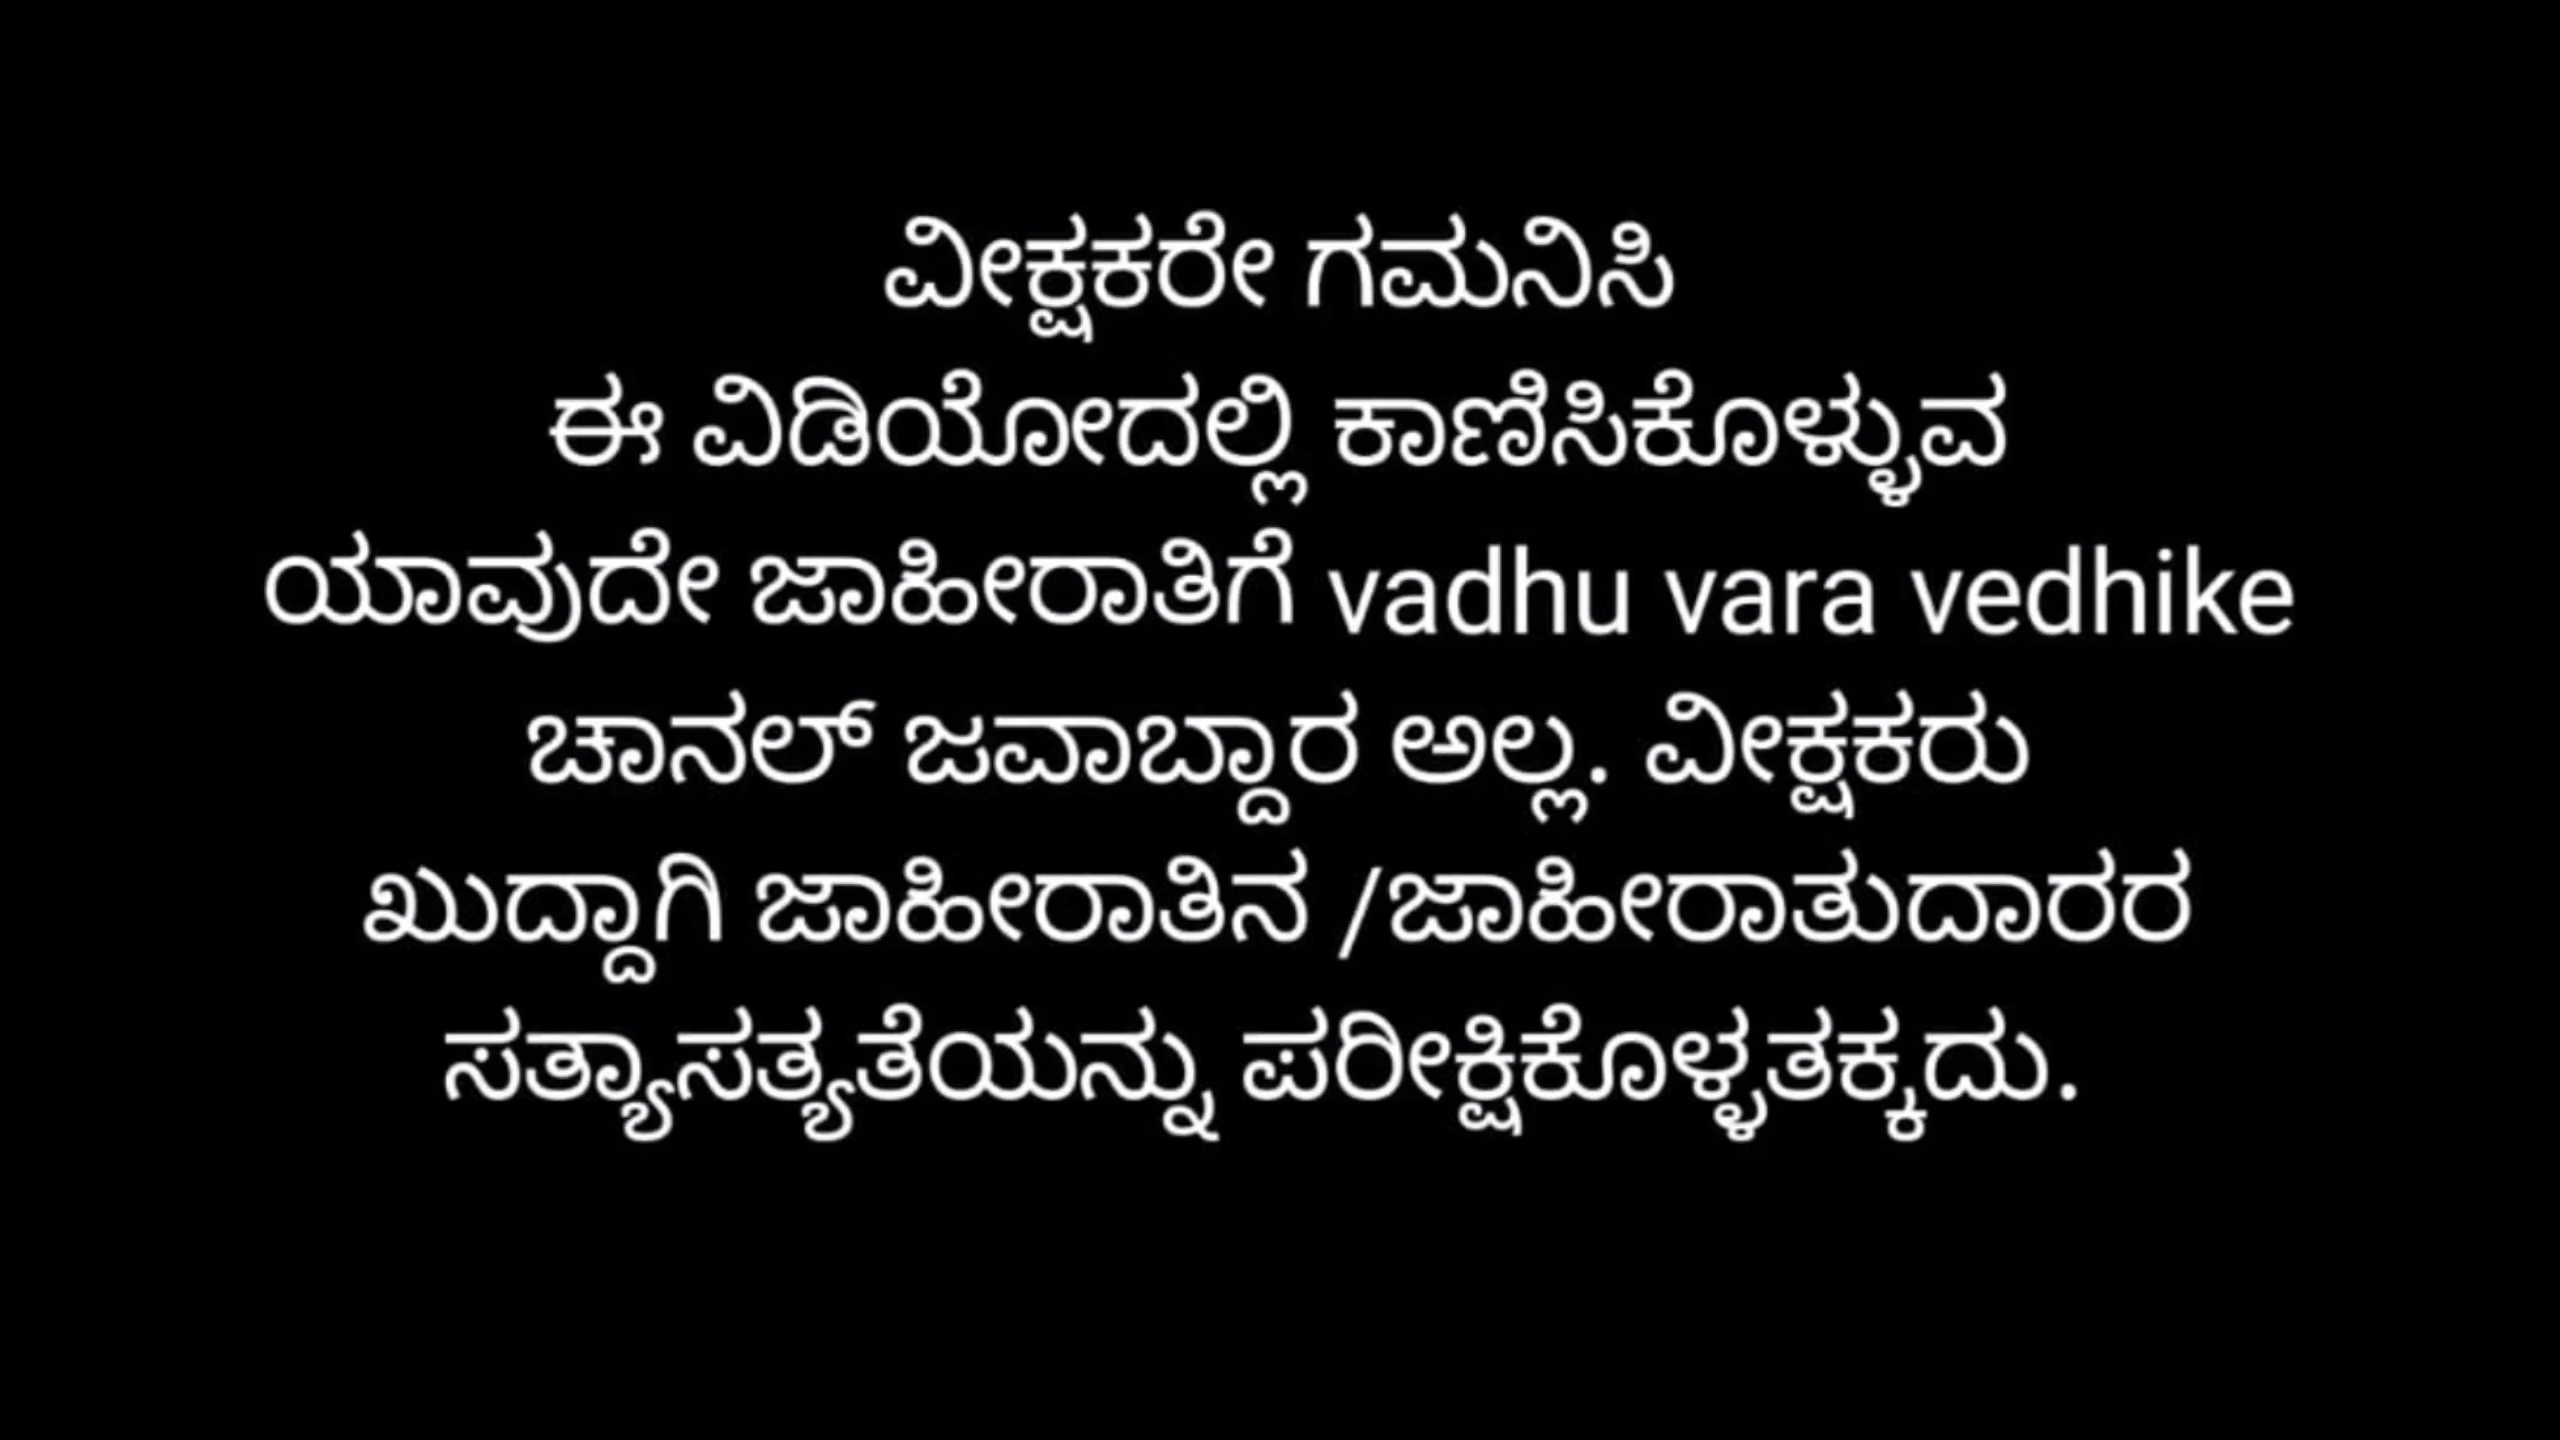 ವೀಕ್ಷಕರೇ ಗಮನಿಸಿ
ಈ ವಿಡಿಯೋದಲ್ಲಿ ಕಾಣಿಸಿಕೊಳ್ಳುವ
ಯಾವುದೇ ಜಾಹೀರಾತಿಗೆ vadhu vara vedhike
ಚಾನಲ್ ಜವಾಬ್ದಾರ ಅಲ್ಲ. ವೀಕ್ಷಕರು
ಖುದ್ದಾಗಿ ಜಾಹೀರಾತಿನ /ಜಾಹೀರಾತುದಾರರ
ಸತ್ಯಾಸತ್ಯತೆಯನ್ನು ಪರೀಕ್ಷಿಕೊಳ್ಳತಕ್ಕದು.